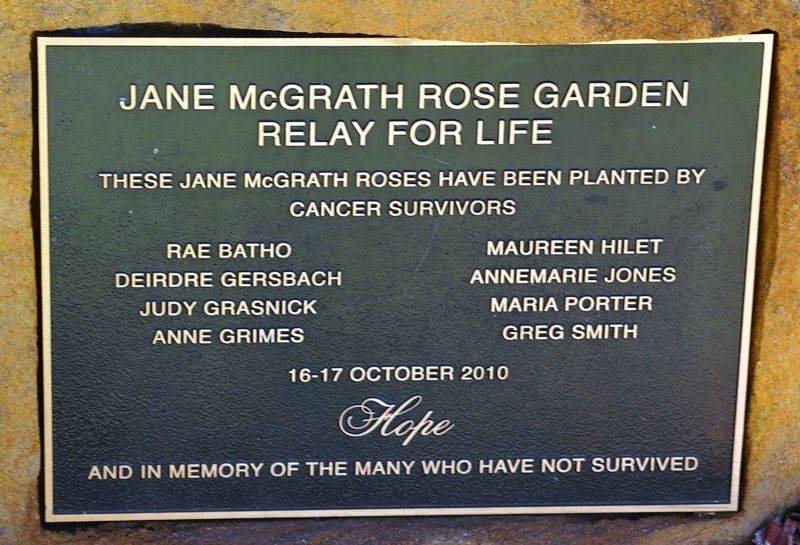 JANE McGRATH ROSE GARDEN
RELAY FOR LIFE
THESE JANE McGRATH ROSES HAVE BEEN PLANTED BY
CANCER SURVIVORS
RAE BATHO
DEIRDRE GERSBACH
JUDY GRASNICK
ANNE GRIMES
MAUREEN HILET
ANNEMARIE JONES
MARIA PORTER
GREG SMITH
16-17 OCTOBER 2010
Hope
AND IN MEMORY OF THE MANY WHO HAVE NOT SURVIVED